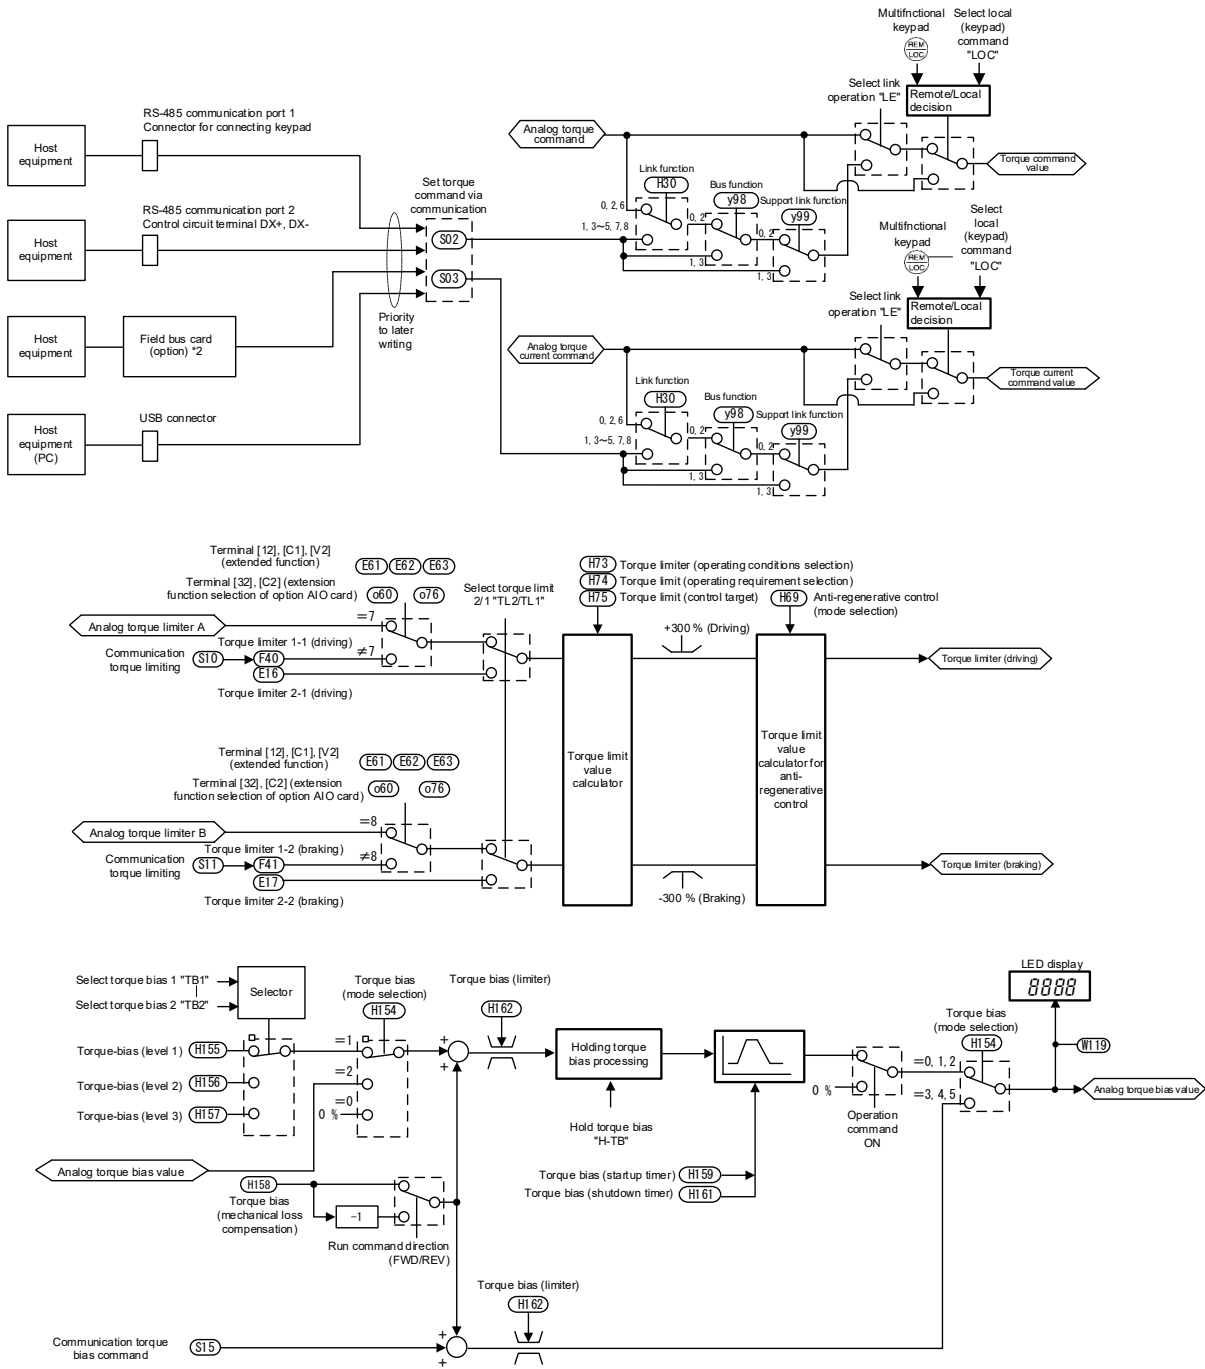 Multifnctional
keypad
REM
LOC
Select local
(keypad)
command
"LOC"
Select link
operation "LE"
Remote/Local
decision
RS-485 communication port 1
Connector for connecting keypad
Host
equipment
Analog torque
command
Torque command
value
Link function
H30
Bus function
y98
Support link function
y99
0, 2, 6
1, 3~5, 7, 8
0, 2
1, 3
0, 2
1, 3
Set torque
command via
communication
S02
S03
RS-485 communication port 2
Control circuit terminal DX+, DX-
Host
equipment
Priority
to later
writing
Multifnctional
keypad
REM
LOC
Select
local
(keypad)
command
"LOC"
Select link
operation "LE"
Remote/Local
decision
Host
equipment
Field bus card
(option) *2
Analog torque
current command
Torque current
command value
Link function
H30
Bus function
y98
Support link function
y99
0, 2, 6
1, 3~5, 7, 8
0, 2
1, 3
0, 2
1, 3
Host
equipment
(PC)
USB connector
Terminal [12], [C1], [V2]
(extended function)
E61
E62
E63
Terminal [32], [C2] (extension
function selection of option AIO card)
o60
o76
Select torque limit
2/1 "TL2/TL1"
H73 Torque limiter (operating conditions selection)
H74 Torque limit (operating requirement selection)
H75 Torque limit (control target)
H69 Anti-regenerative control
(mode selection)
Analog torque limiter A
=7
≠7
Torque limiter 1-1 (driving)
Communication
torque limiting
S10
F40
E16
Torque limiter 2-1 (driving)
+300 % (Driving)
Torque limiter (driving)
Torque limit
value
calculator
Torque limit
value
calculator for
anti-
regenerative
control
Terminal [12], [C1], [V2]
(extended function)
E61
E62
E63
Terminal [32], [C2] (extension
function selection of option AIO card)
o60
o76
Analog torque limiter B
=8
≠8
Torque limiter 1-2 (braking)
Communication
torque limiting
S11
F41
E17
Torque limiter 2-2 (braking)
-300 % (Braking)
Torque limiter (braking)
Select torque bias 1 "TB1"
Select torque bias 2 "TB2"
Selector
Torque bias
(mode selection)
H154
Torque bias (limiter)
H162
LED display
8888
Torque bias
(mode selection)
H154
W119
Torque-bias (level 1)
H155
Torque-bias (level 2)
H156
Torque-bias (level 3)
H157
=1
=2
=0
0 %
+
+
Holding torque
bias processing
Hold torque bias
"H-TB"
0 %
Operation
command
ON
=0, 1, 2
=3, 4, 5
Analog torque bias value
Analog torque bias value
H158
Torque bias
(mechanical loss
compensation)
-1
Run command direction
(FWD/REV)
Torque bias (startup timer)
H159
Torque bias (shutdown timer)
H161
Torque bias (limiter)
H162
Communication torque
bias command
S15
+
+